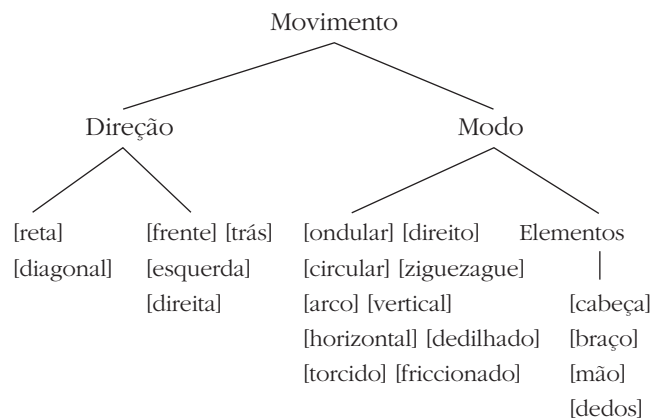 Movimento
Direção Modo
[reta] [frente] [trás] [ondular] [direito] Elementos
[diagonal] [esquerda] [circular] [ziguezague]
[direita] [arco] [vertical] [cabeça]
[horizontal] [dedilhado] [braço]
[torcido] [friccionado] [mão]
[dedos]